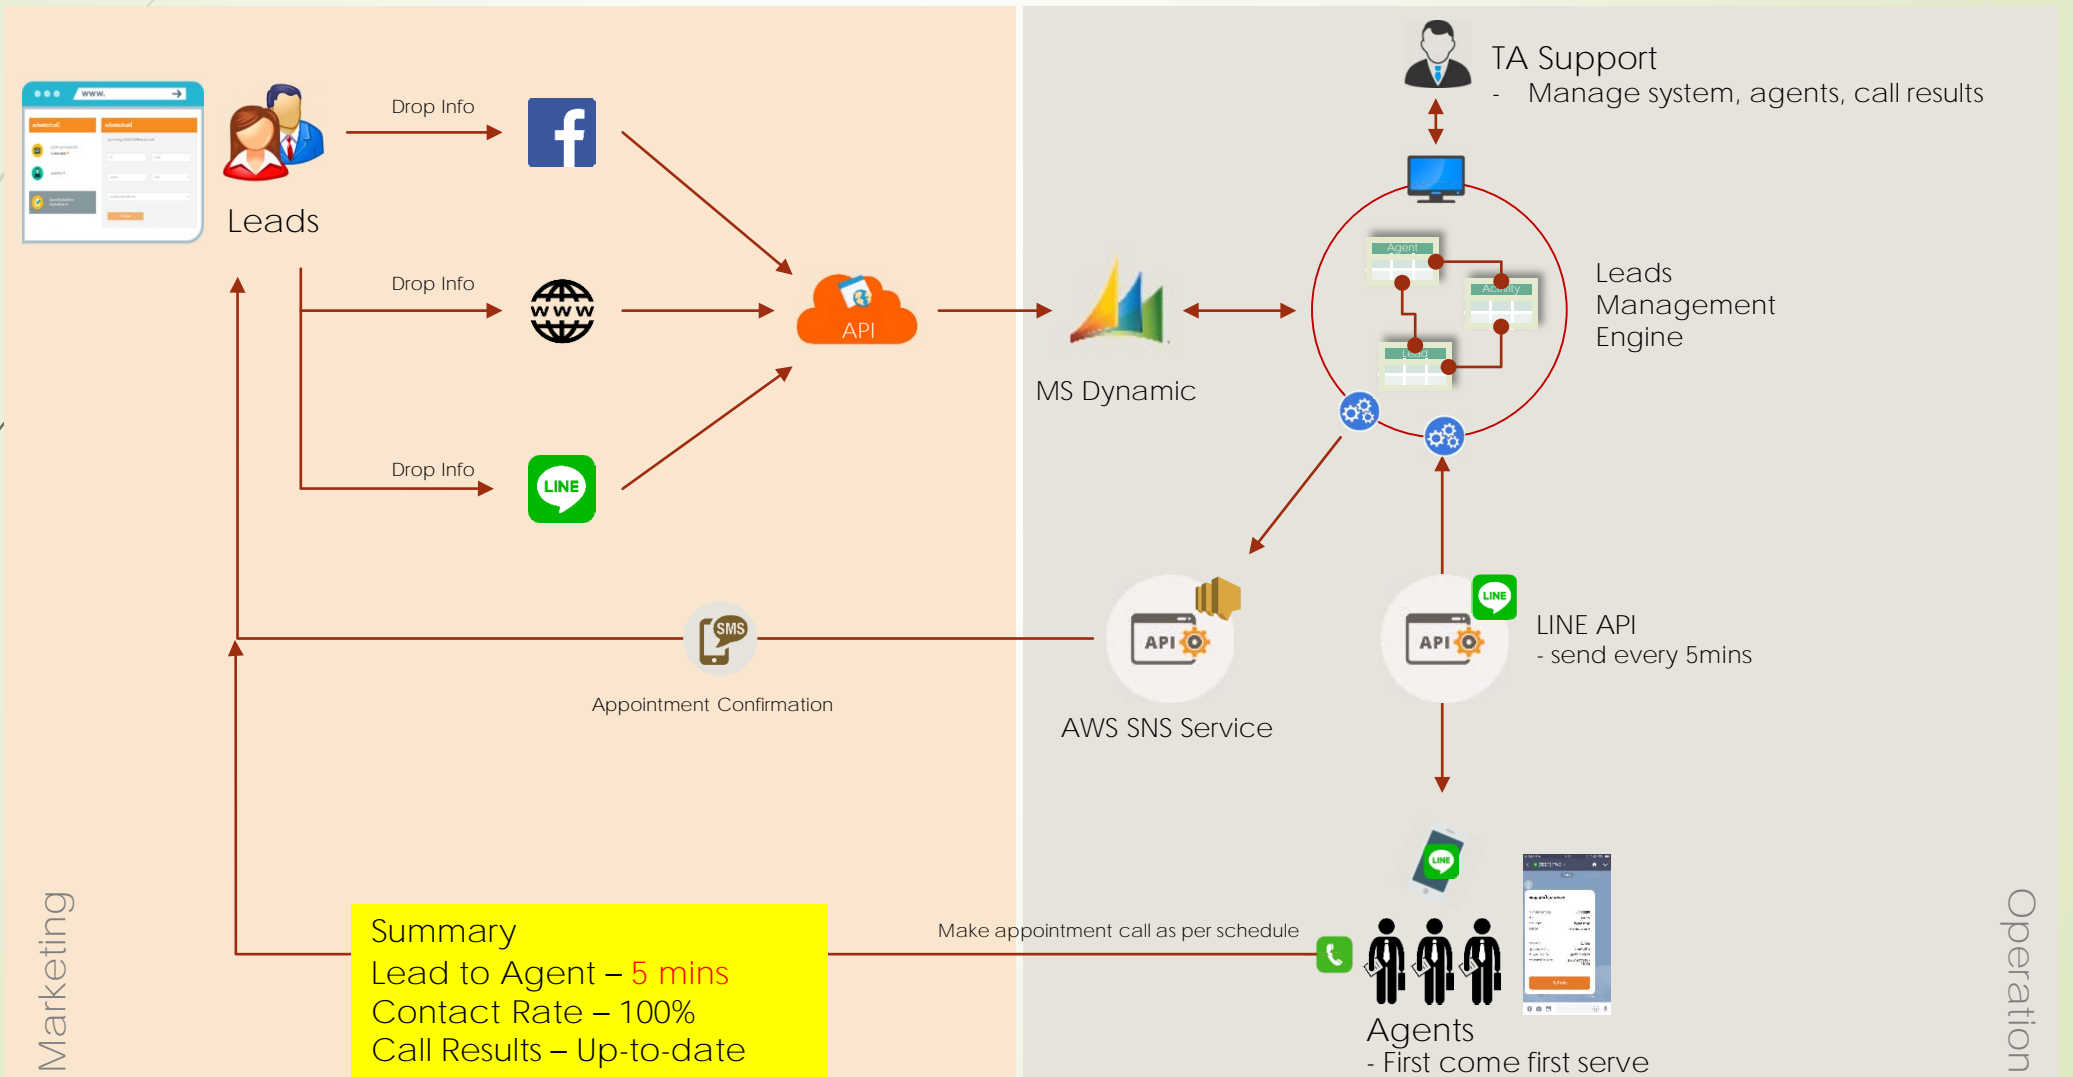 TA Support
- Manage system, agents, call results
www.
Drop Info
Leads
Drop Info
www
API
Drop Info
LINE
MS Dynamic
Agent
Activity
Lead
Leads
Management
Engine
SMS
Appointment Confirmation
API
AWS SNS Service
LINE
API
LINE API
- send every 5mins
LINE
Make appointment call as per schedule
Summary
Lead to Agent – 5 mins
Contact Rate – 100%
Call Results – Up-to-date
Agents
- First come first serve
Marketing
Operation